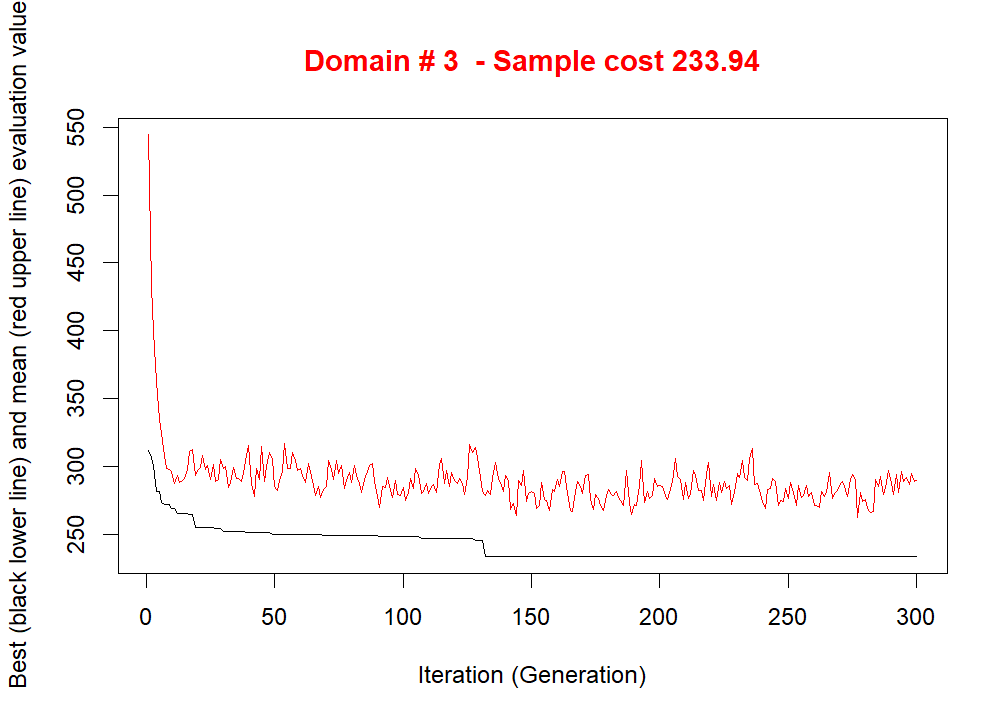 Domain # 3  - Sample cost 233.94
Best (black lower line) and mean (red upper line) evaluation value
550
500
450
400
350
300
250
0 50 100 150 200 250 300
Iteration (Generation)